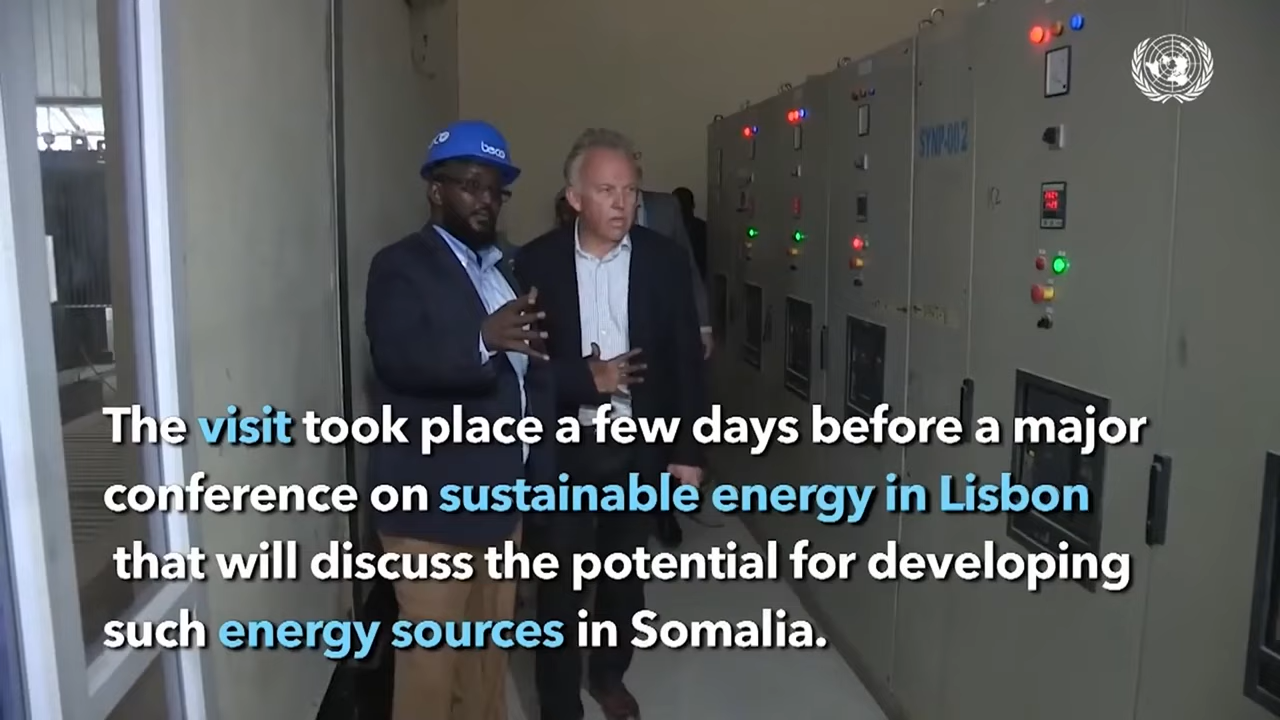 beco
SYNP-002
The visit took place a few days before a major
conference on sustainable energy in Lisbon
that will discuss the potential for developing
such energy sources in Somalia.